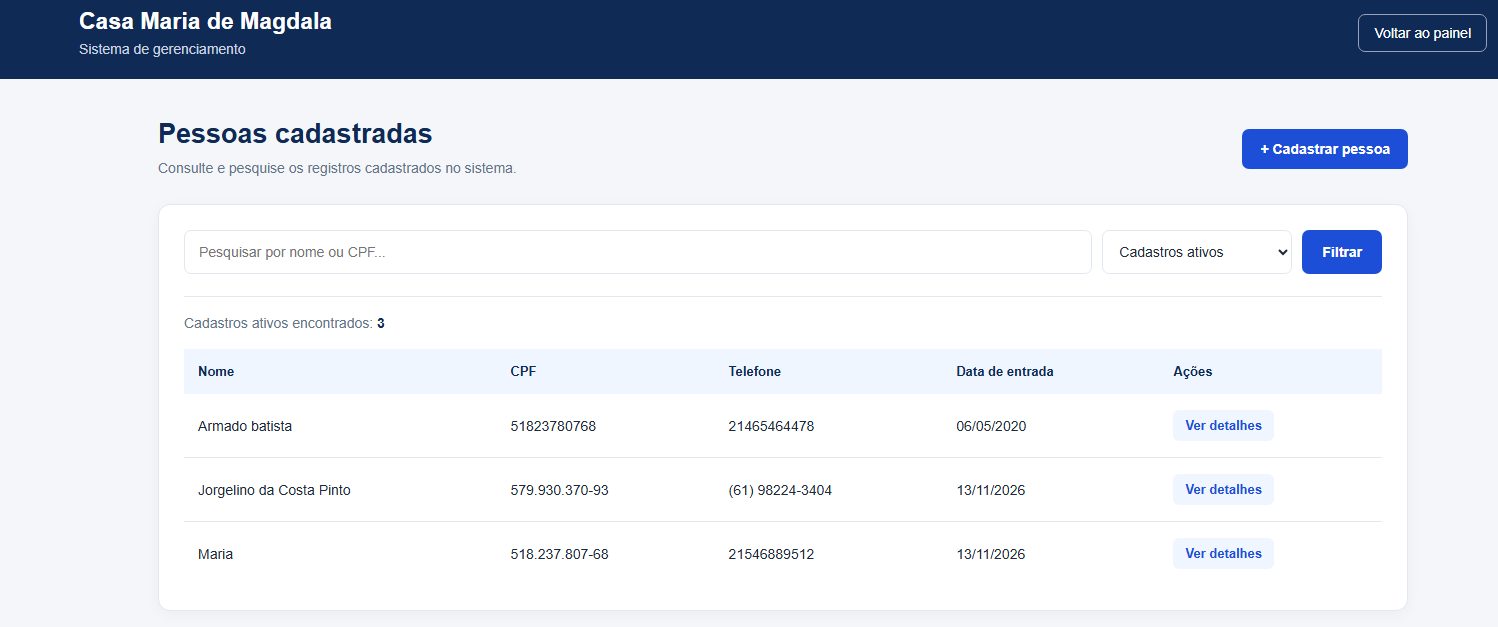 Casa Maria de Magdala
Sistema de gerenciamento
Voltar ao painel
Pessoas cadastradas
Consulte e pesquise os registros cadastrados no sistema.
+ Cadastrar pessoa
Pesquisar por nome ou CPF...
Cadastros ativos
Filtrar
Cadastros ativos encontrados: 3
Nome CPF Telefone Data de entrada Ações
Armado batista 51823780768 21465464478 06/05/2020 Ver detalhes
Jorgelino da Costa Pinto 579.930.370-93 (61) 98224-3404 13/11/2026 Ver detalhes
Maria 518.237.807-68 21546889512 13/11/2026 Ver detalhes